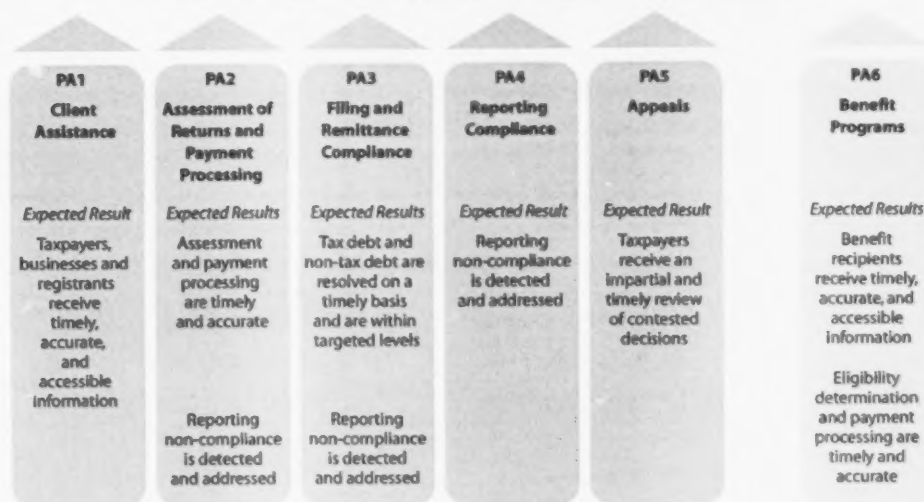 PA1
Client
Assistance
Expected Result
Taxpayers,
businesses and
registrants
receive
timely,
accurate,
and
accessible
information
PA2
Assessment of
Returns and
Payment
Processing
Expected Results
Assessment
and payment
processing
are timely
and accurate
Reporting
non-compliance
is detected
and addressed
PA3
Filing and
Remittance
Compliance
Expected Results
Tax debt and
non-tax debt are
resolved on a
timely basis
and are within
targeted levels
Reporting
non-compliance
is detected
and addressed
PA4
Reporting
Compliance
Expected Result
Reporting
non-compliance
is detected
and addressed
PA5
Appeals
Expected Result
Taxpayers
receive an
impartial and
timely review
of contested
decisions
PA6
Benefit
Programs
Expected Results
Benefit
recipients
receive timely,
accurate, and
accessible
information
Eligibility
determination
and payment
processing are
timely and
accurate